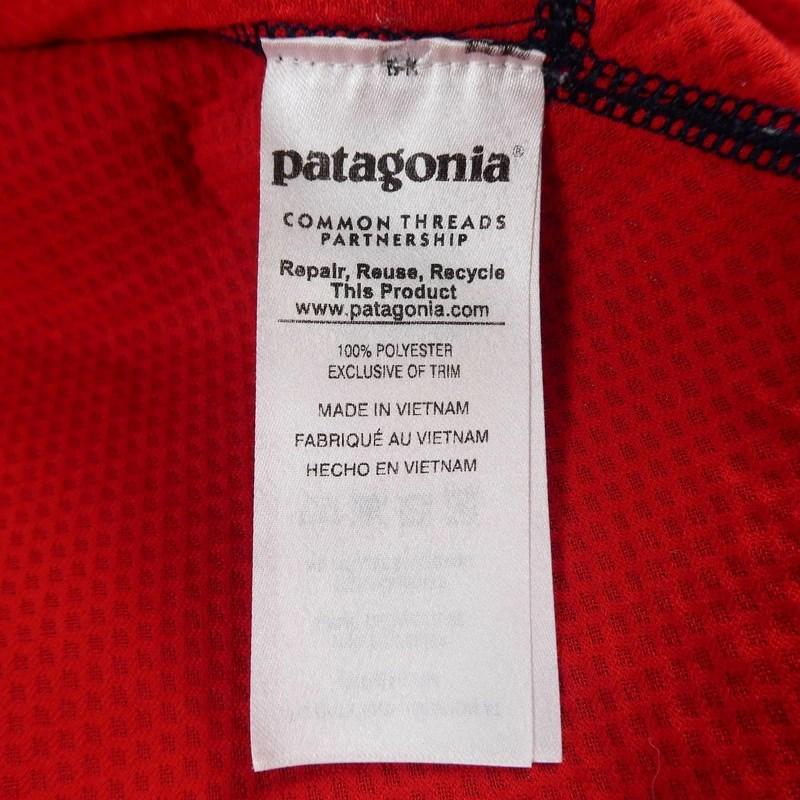 patagonia®
COMMON THREADS
PARTNERSHIP
Repair, Reuse, Recycle
This Product
www.patagonia.com
100% POLYESTER
EXCLUSIVE OF TRIM
MADE IN VIETNAM
FABRIQUÉ AU VIETNAM
HECHO EN VIETNAM